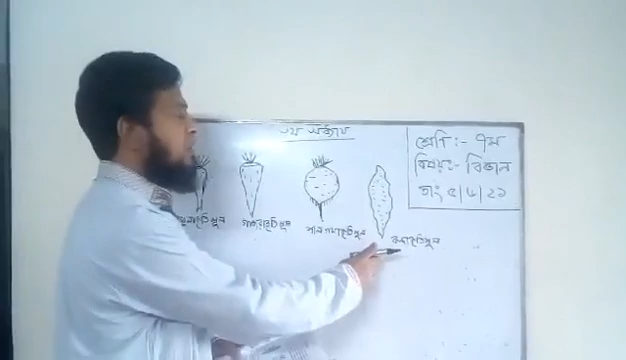 ৩য় অধ্যায়
শ্রেণি :- ৭ম
বিষয়:- বিজ্ঞান
তাং ৫/৬/২১
মূলাকৃতি মূল
গাজরাকৃতি মূল
শালগমাকৃতি মূল
কন্দাকৃতি মূল